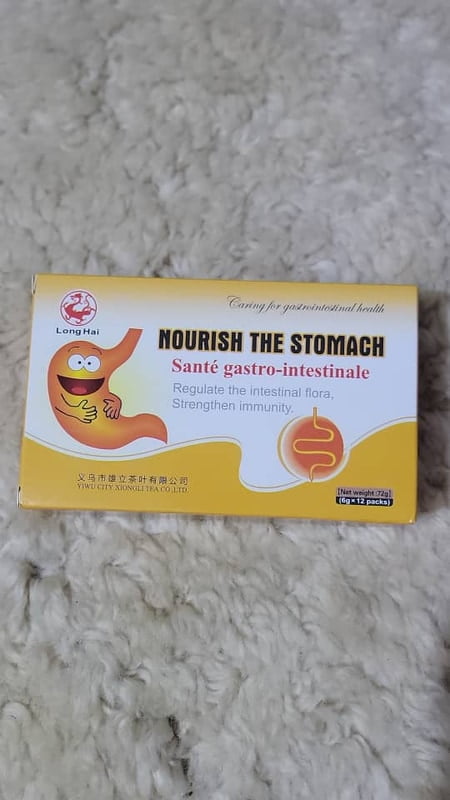 Caring for gastrointestinal health
Long Hai
NOURISH THE STOMACH
Santé gastro-intestinale
Regulate the intestinal flora,
Strengthen immunity.
义乌市雄立茶叶有限公司
YIWU CITY XIONGLI TEA CO.,LTD.
[Net weight :72g]
(6g×12 packs)